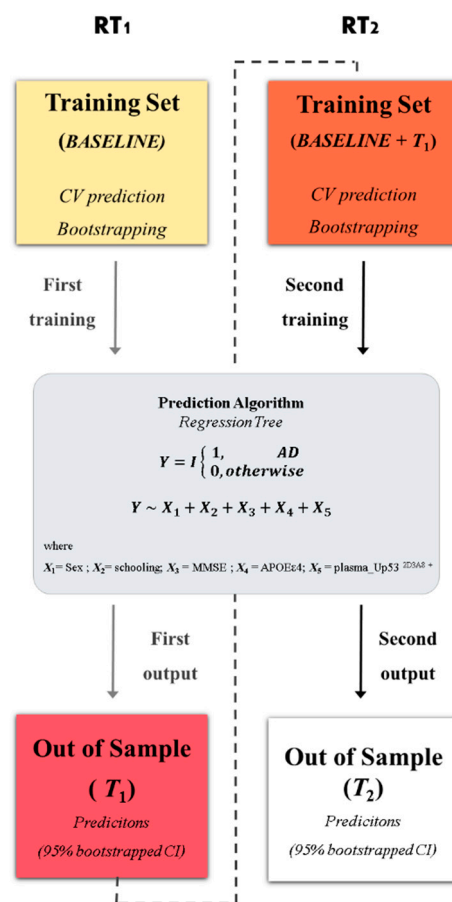 RT1 RT2
Training Set
(BASELINE)
CV prediction
Bootstrapping
Training Set
(BASELINE + T1)
CV prediction
Bootstrapping
First
training
Second
training
Prediction Algorithm
Regression Tree
Y = I { 1, AD
0, otherwise
Y ~ X1 + X2 + X3 + X4 + X5
where
X1= Sex ; X2= schooling; X3 = MMSE ; X4 = APOEε4; X5 = plasma_Up53 2D3A8 +
First
output
Second
output
Out of Sample
( T1)
Predicitons
(95% bootstrapped CI)
Out of Sample
(T2)
Predicitons
(95% bootstrapped CI)